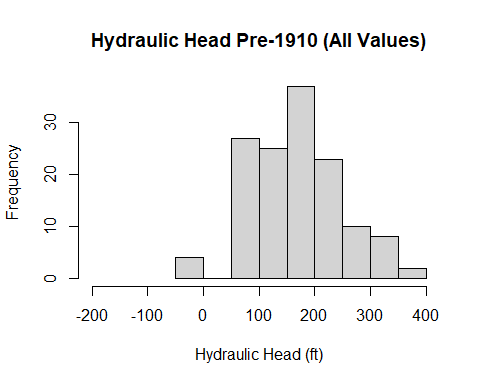 Hydraulic Head Pre-1910 (All Values)
Frequency
30
20
10
0
-200 -100 0 100 200 300 400
Hydraulic Head (ft)